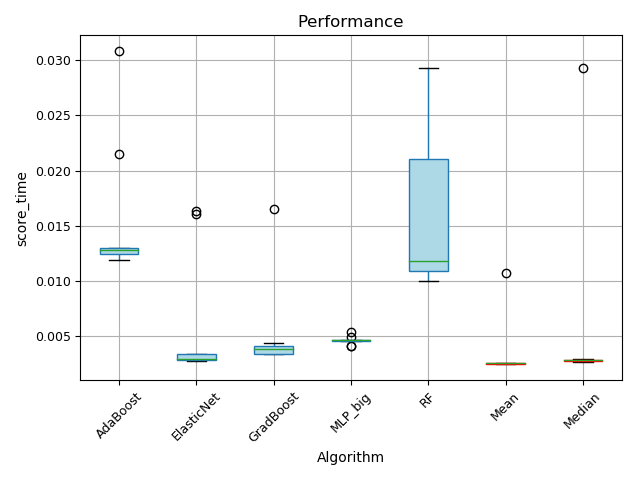 Performance
score_time
0.030
0.025
0.020
0.015
0.010
0.005
AdaBoost
ElasticNet
GradBoost
MLP_big
RF
Mean
Median
Algorithm